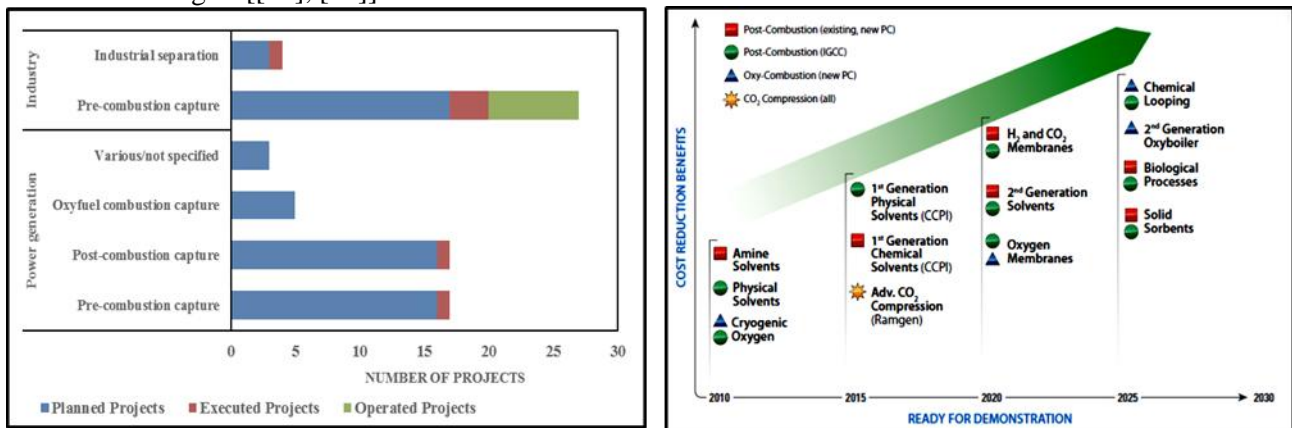 Industry
Industrial separation
Pre-combustion capture
Power generation
Various/not specified
Oxyfuel combustion capture
Post-combustion capture
Pre-combustion capture
0 5 10 15 20 25 30
NUMBER OF PROJECTS
Planned Projects Executed Projects Operated Projects
COST REDUCTION BENEFITS
Post-Combustion (existing, new PC)
Post-Combustion (IGCC)
Oxy-Combustion (new PC)
CO2 Compression (all)
Amine
Solvents
Physical
Solvents
Cryogenic
Oxygen
1st Generation
Physical
Solvents (CCPI)
1st Generation
Chemical
Solvents (CCPI)
Adv. CO2
Compression
(Ramgen)
H2 and CO2
Membranes
2nd Generation
Solvents
Oxygen
Membranes
Chemical
Looping
2nd Generation
Oxyboiler
Biological
Processes
Solid
Sorbents
2010 2015 2020 2025 2030
READY FOR DEMONSTRATION